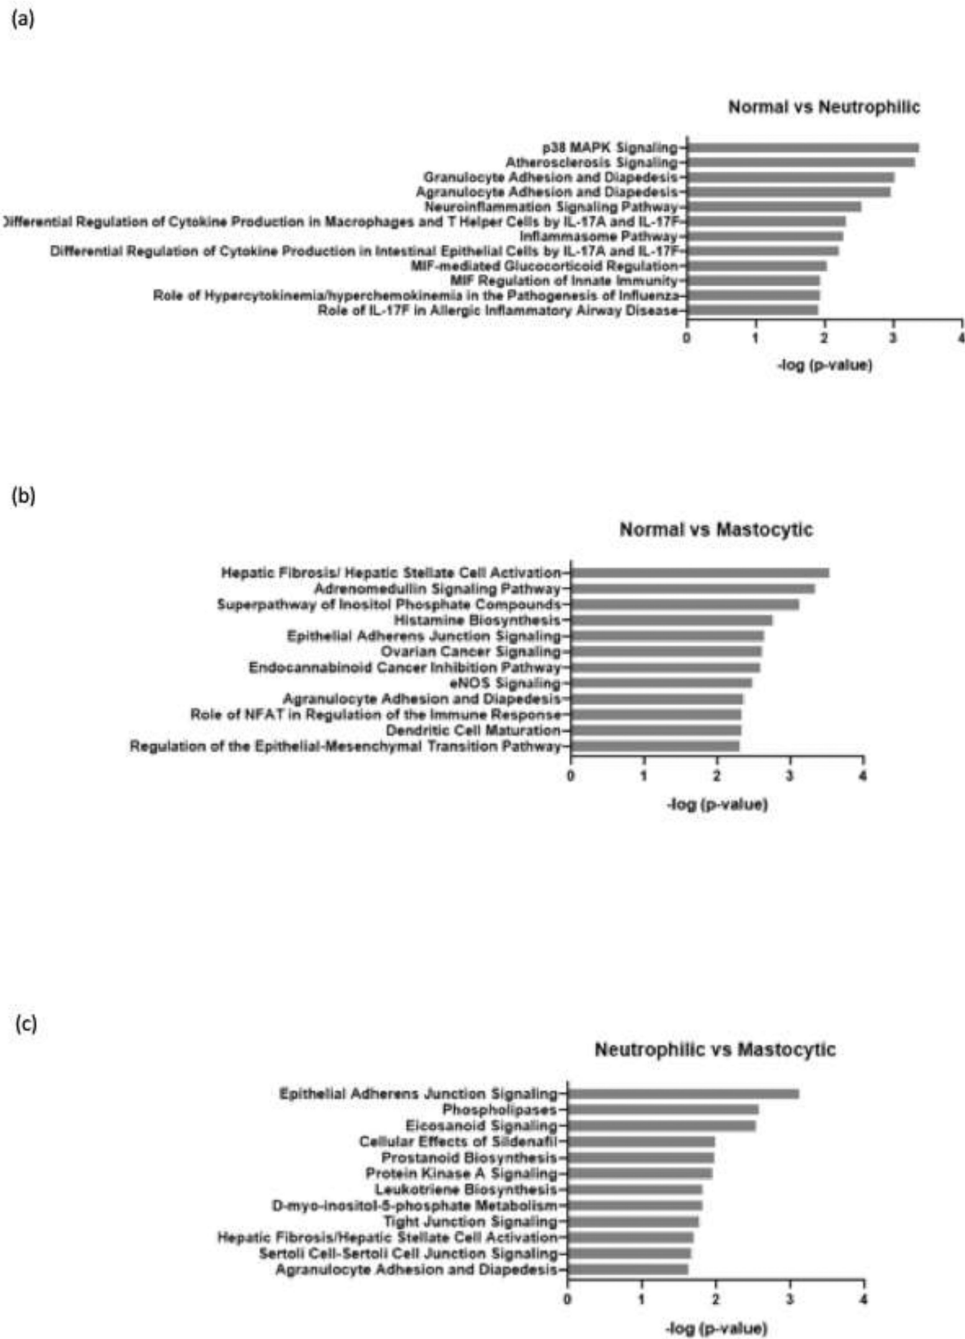 (a)
Normal vs Neutrophilic
p38 MAPK Signaling
Atherosclerosis Signaling
Granulocyte Adhesion and Diapedesis
Agranulocyte Adhesion and Diapedesis
Neuroinflammation Signaling Pathway
Differential Regulation of Cytokine Production in Macrophages and T Helper Cells by IL-17A and IL-17F
Inflammasome Pathway
Differential Regulation of Cytokine Production in Intestinal Epithelial Cells by IL-17A and IL-17F
MIF-mediated Glucocorticoid Regulation
MIF Regulation of Innate Immunity
Role of Hypercytokinemia/hyperchemokinemia in the Pathogenesis of Influenza
Role of IL-17F in Allergic Inflammatory Airway Disease
0 1 2 3 4
-log (p-value)
(b)
Normal vs Mastocytic
Hepatic Fibrosis/ Hepatic Stellate Cell Activation
Adrenomedullin Signaling Pathway
Superpathway of Inositol Phosphate Compounds
Histamine Biosynthesis
Epithelial Adherens Junction Signaling
Ovarian Cancer Signaling
Endocannabinoid Cancer Inhibition Pathway
eNOS Signaling
Agranulocyte Adhesion and Diapedesis
Role of NFAT in Regulation of the Immune Response
Dendritic Cell Maturation
Regulation of the Epithelial-Mesenchymal Transition Pathway
0 1 2 3 4
-log (p-value)
(c)
Neutrophilic vs Mastocytic
Epithelial Adherens Junction Signaling
Phospholipases
Eicosanoid Signaling
Cellular Effects of Sildenafil
Prostanoid Biosynthesis
Protein Kinase A Signaling
Leukotriene Biosynthesis
D-myo-inositol-5-phosphate Metabolism
Tight Junction Signaling
Hepatic Fibrosis/Hepatic Stellate Cell Activation
Sertoli Cell-Sertoli Cell Junction Signaling
Agranulocyte Adhesion and Diapedesis
0 1 2 3 4
-log (p-value)